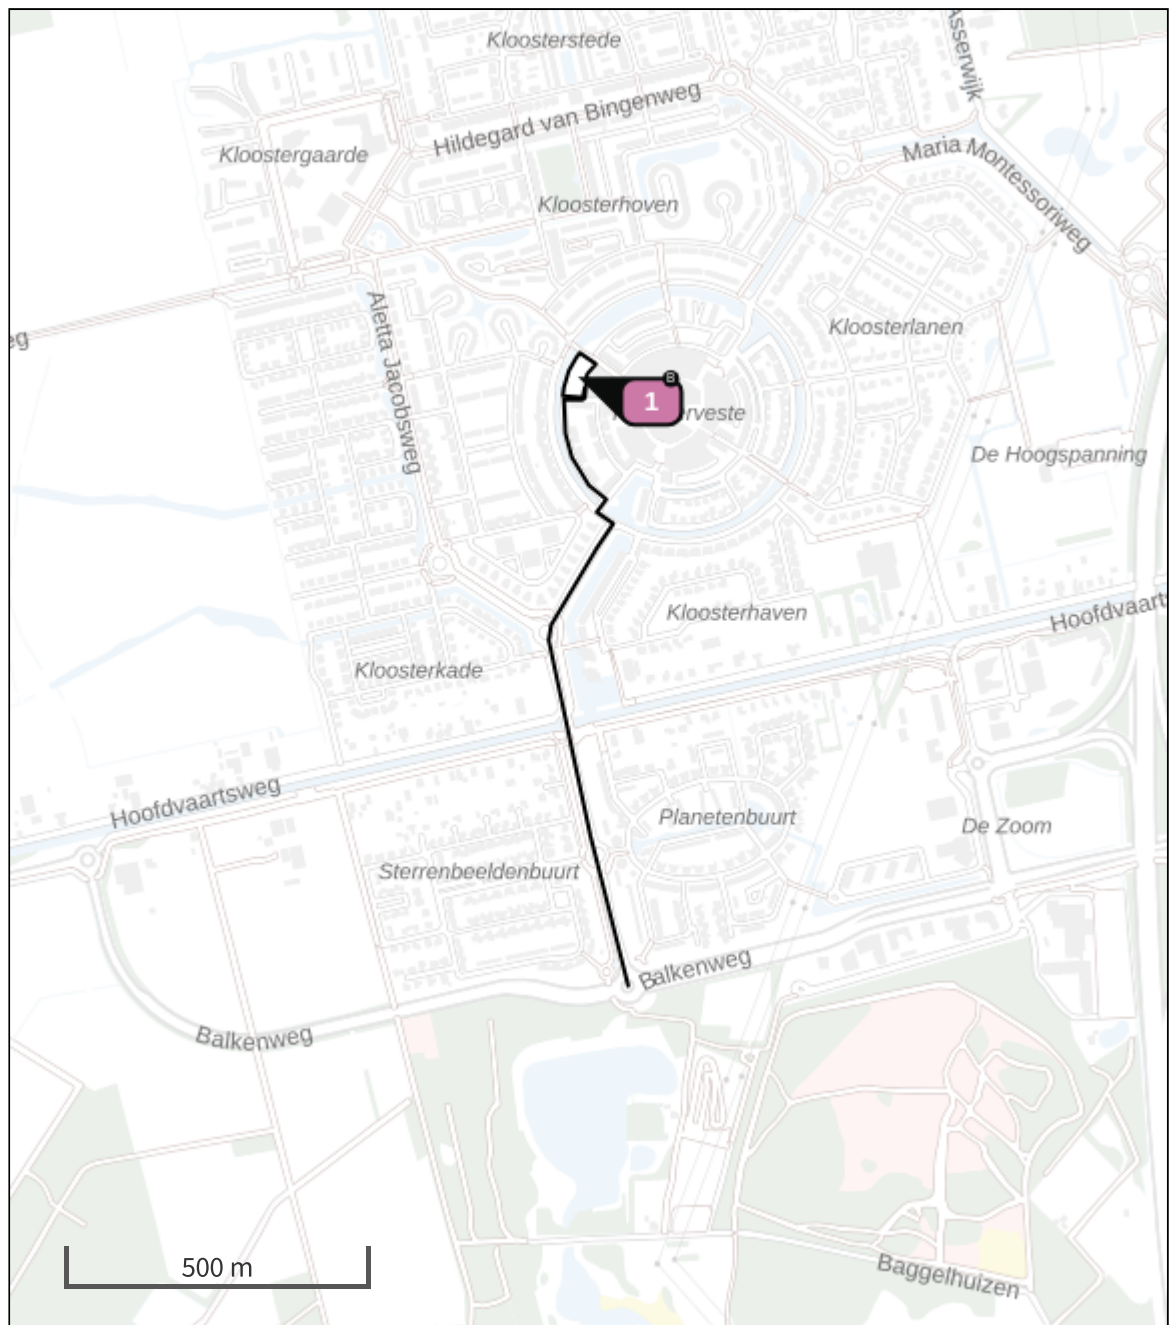 Kloosterstede
Asserwijk
Hildegard van Bingenweg
Kloostergaarde
Maria Montessoriweg
Kloosterhoven
Aletta Jacobsweg
Kloosterlanen
eg
B
1
rveste
De Hoogspanning
Kloosterhaven
Hoofdvaarts
Kloosterkade
Hoofdvaartsweg
Planetenbuurt
De Zoom
Sterrenbeeldenbuurt
Balkenweg
Balkenweg
500 m
Baggelhuizen